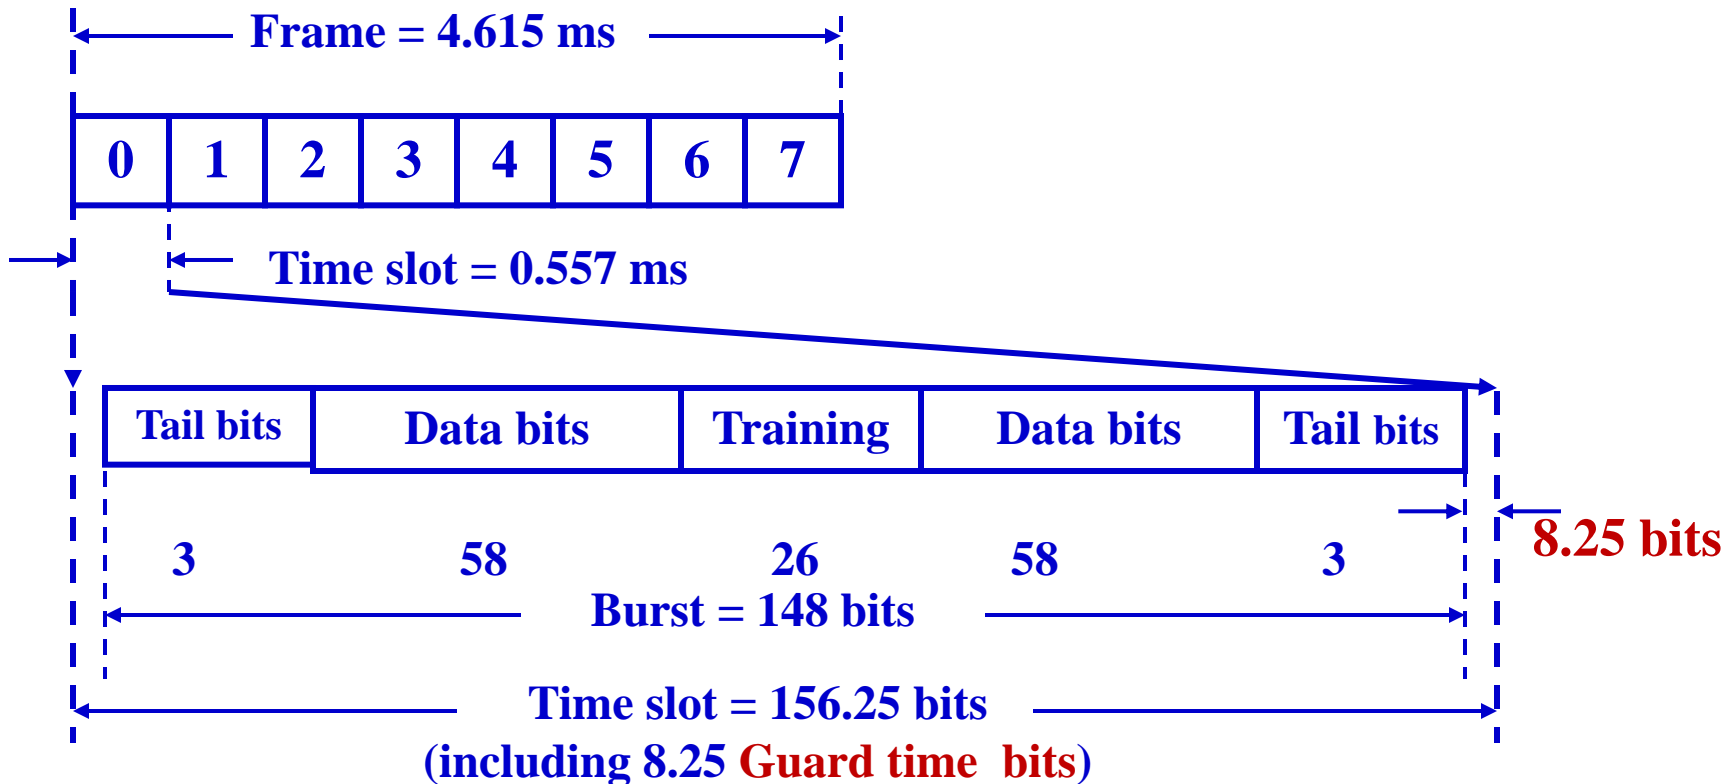 Frame = 4.615 ms
0 1 2 3 4 5 6 7
Time slot = 0.557 ms
Tail bits Data bits Training Data bits Tail bits
8.25 bits
3 58 26 58 3
Burst = 148 bits
Time slot = 156.25 bits
(including 8.25 Guard time bits)